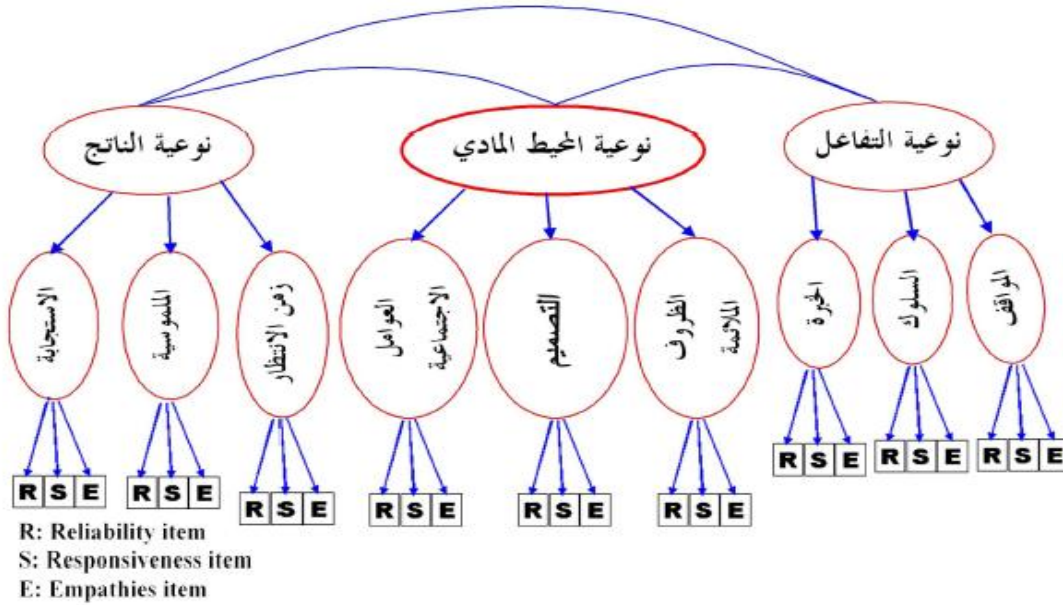 نوعية التفاعل
نوعية المحيط المادي
نوعية الناتج
المواقف
السلوك
الخبرة
الظروف
الملائمة
التصميم
العوامل
الاجتماعية
زمن الانتظار
الملموسية
الاستجابة
R S E
R S E
R S E
R S E
R S E
R S E
R S E
R S E
R S E
R: Reliability item
S: Responsiveness item
E: Empathies item